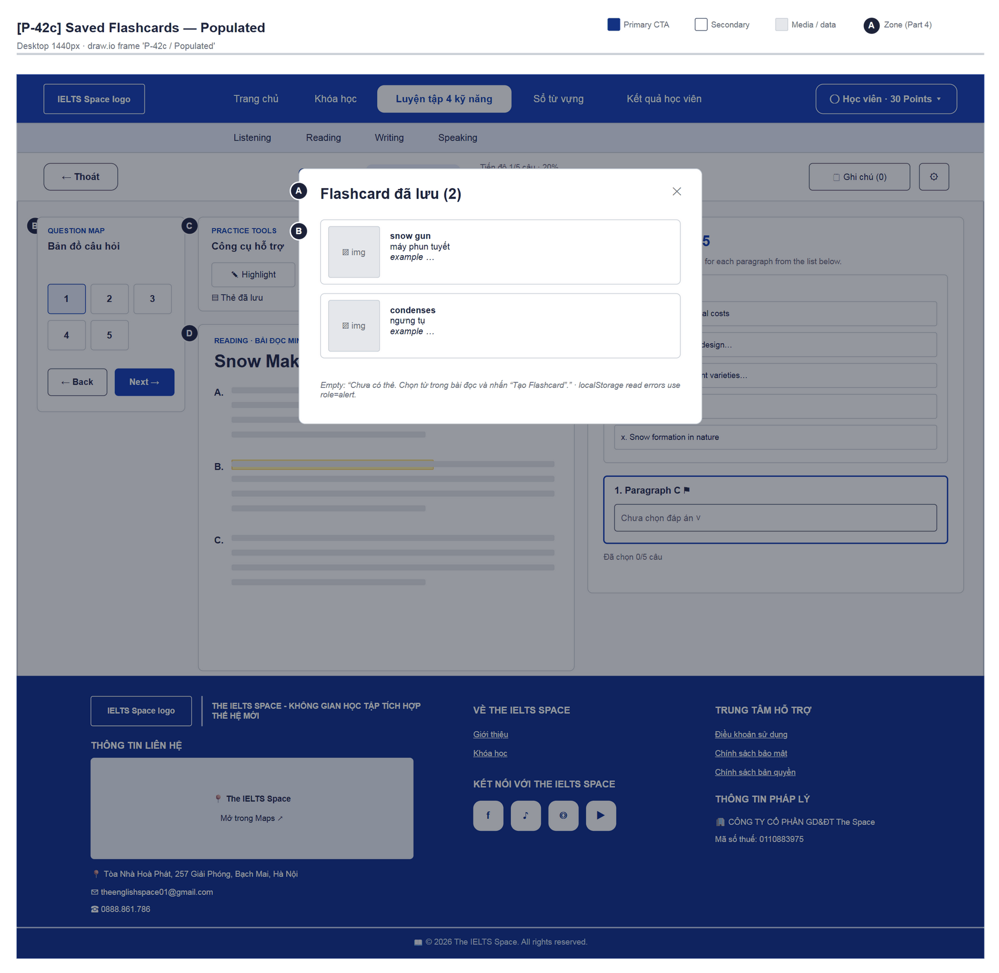 [P-42c] Saved Flashcards — Populated
Desktop 1440px · draw.io frame 'P-42c / Populated'
Primary CTA
Secondary
Media / data
A Zone (Part 4)
IELTS Space logo
Trang chủ
Khóa học
Luyện tập 4 kỹ năng
Sổ từ vựng
Kết quả học viên
Học viên · 30 Points ▾
Listening
Reading
Writing
Speaking
← Thoát
Tiến độ 1/5 câu · 20%
Ghi chú (0)
A
Flashcard đã lưu (2)
B
img
snow gun
máy phun tuyết
example …
img
condenses
ngưng tụ
example …
Empty: “Chưa có thẻ. Chọn từ trong bài đọc và nhấn “Tạo Flashcard”.” · localStorage read errors use
role=alert.
B
QUESTION MAP
Bản đồ câu hỏi
1
2
3
4
5
← Back
Next →
C
PRACTICE TOOLS
Công cụ hỗ trợ
Highlight
Thẻ đã lưu
D
READING · BÀI ĐỌC MIN
Snow Mak
A.
B.
C.
5
for each paragraph from the list below.
al costs
design…
nt varieties…
x. Snow formation in nature
1. Paragraph C
Chưa chọn đáp án ˅
Đã chọn 0/5 câu
IELTS Space logo
THE IELTS SPACE - KHÔNG GIAN HỌC TẬP TÍCH HỢP
THẾ HỆ MỚI
THÔNG TIN LIÊN HỆ
The IELTS Space
Mở trong Maps ↗
Tòa Nhà Hoà Phát, 257 Giải Phóng, Bạch Mai, Hà Nội
theenglishspace01@gmail.com
0888.861.786
VỀ THE IELTS SPACE
Giới thiệu
Khóa học
KẾT NỐI VỚI THE IELTS SPACE
f
TRUNG TÂM HỖ TRỢ
Điều khoản sử dụng
Chính sách bảo mật
Chính sách bản quyền
THÔNG TIN PHÁP LÝ
CÔNG TY CỔ PHẦN GD&ĐT The Space
Mã số thuế: 0110883975
© 2026 The IELTS Space. All rights reserved.